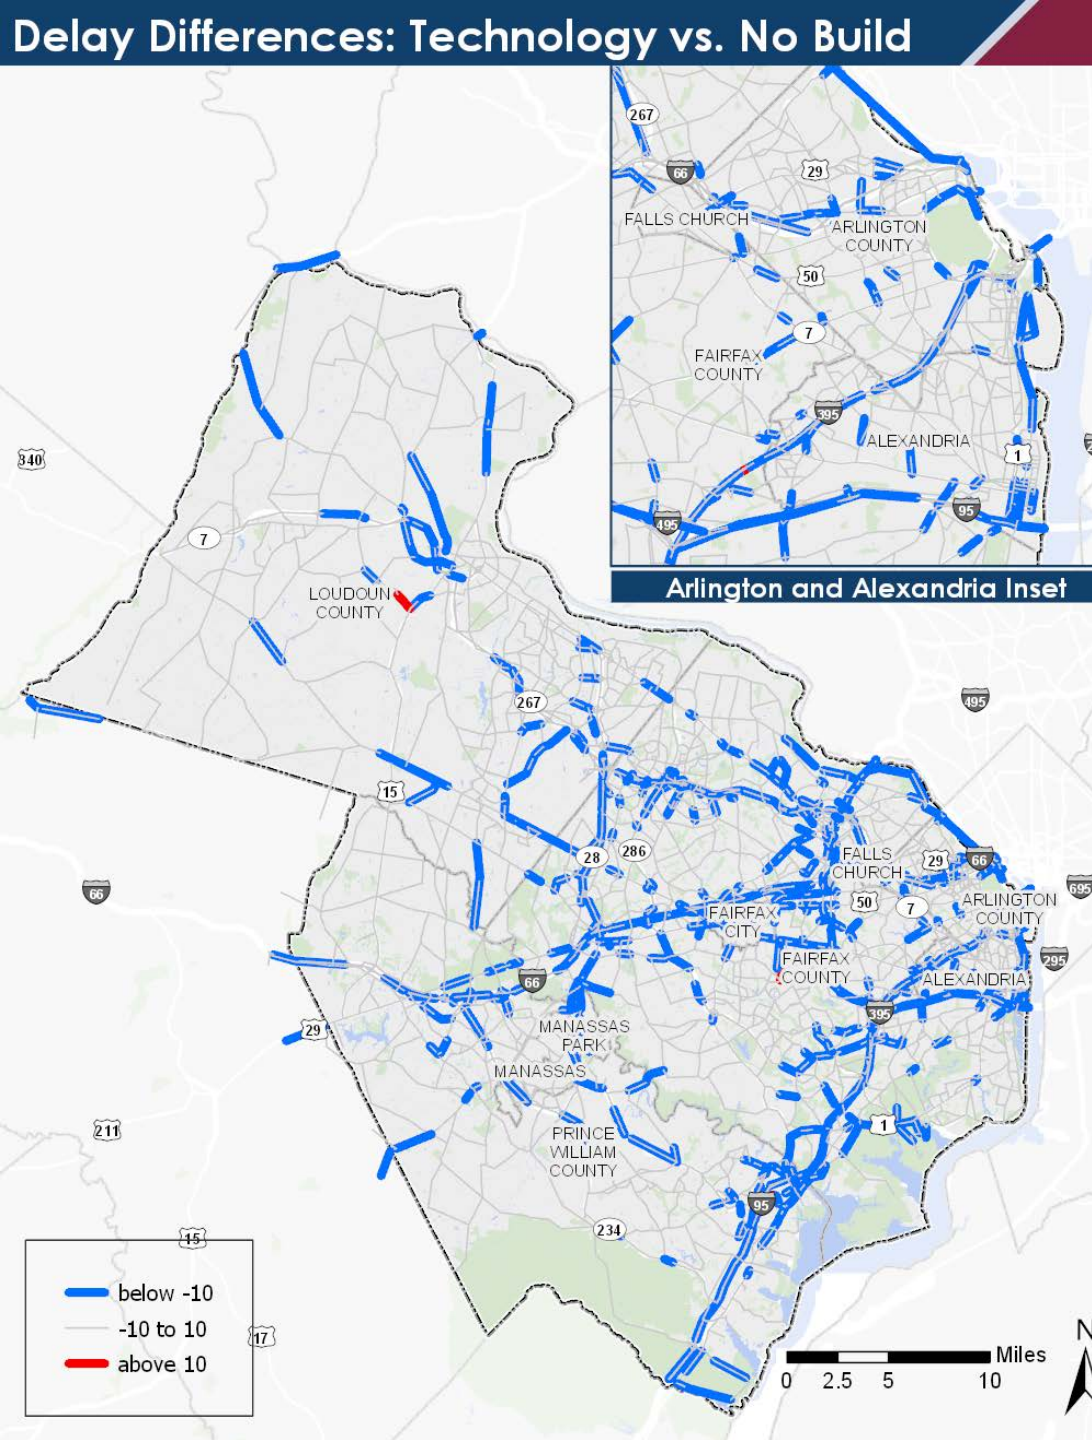 Delay Differences: Technology vs. No Build
267
66
29
FALLS CHURCH
ARLINGTON
COUNTY
50
7
FAIRFAX
COUNTY
395
ALEXANDRIA
1
495
95
Arlington and Alexandria Inset
340
7
LOUDOUN
COUNTY
267
495
15
28
286
FALLS
CHURCH
29
66
66
695
50
7
ARLINGTON
COUNTY
FAIRFAX
CITY
FAIRFAX
COUNTY
295
66
ALEXANDRIA
395
29
MANASSAS
PARK
MANASSAS
211
1
PRINCE
WILLIAM
COUNTY
95
234
15
17
below -10
-10 to 10
above 10
N
Miles
0 2.5 5 10